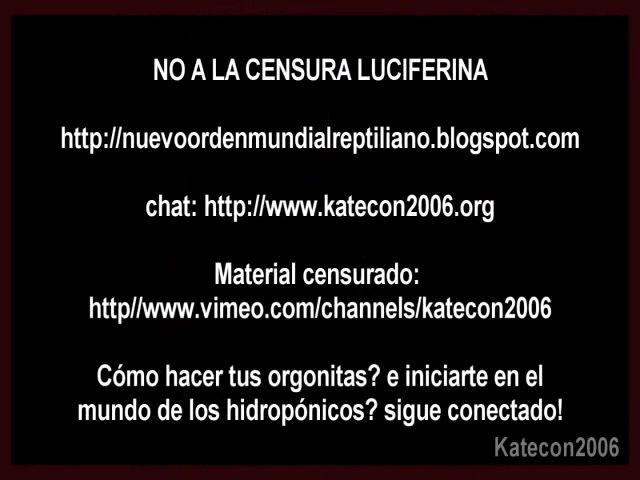 NO A LA CENSURA LUCIFERINA
http://nuevoordenmundialreptiliano.blogspot.com
chat: http://www.katecon2006.org
Material censurado:
http//www.vimeo.com/channels/katecon2006
Cómo hacer tus orgonitas? e iniciarte en el
mundo de los hidropónicos? sigue conectado!
Katecon2006